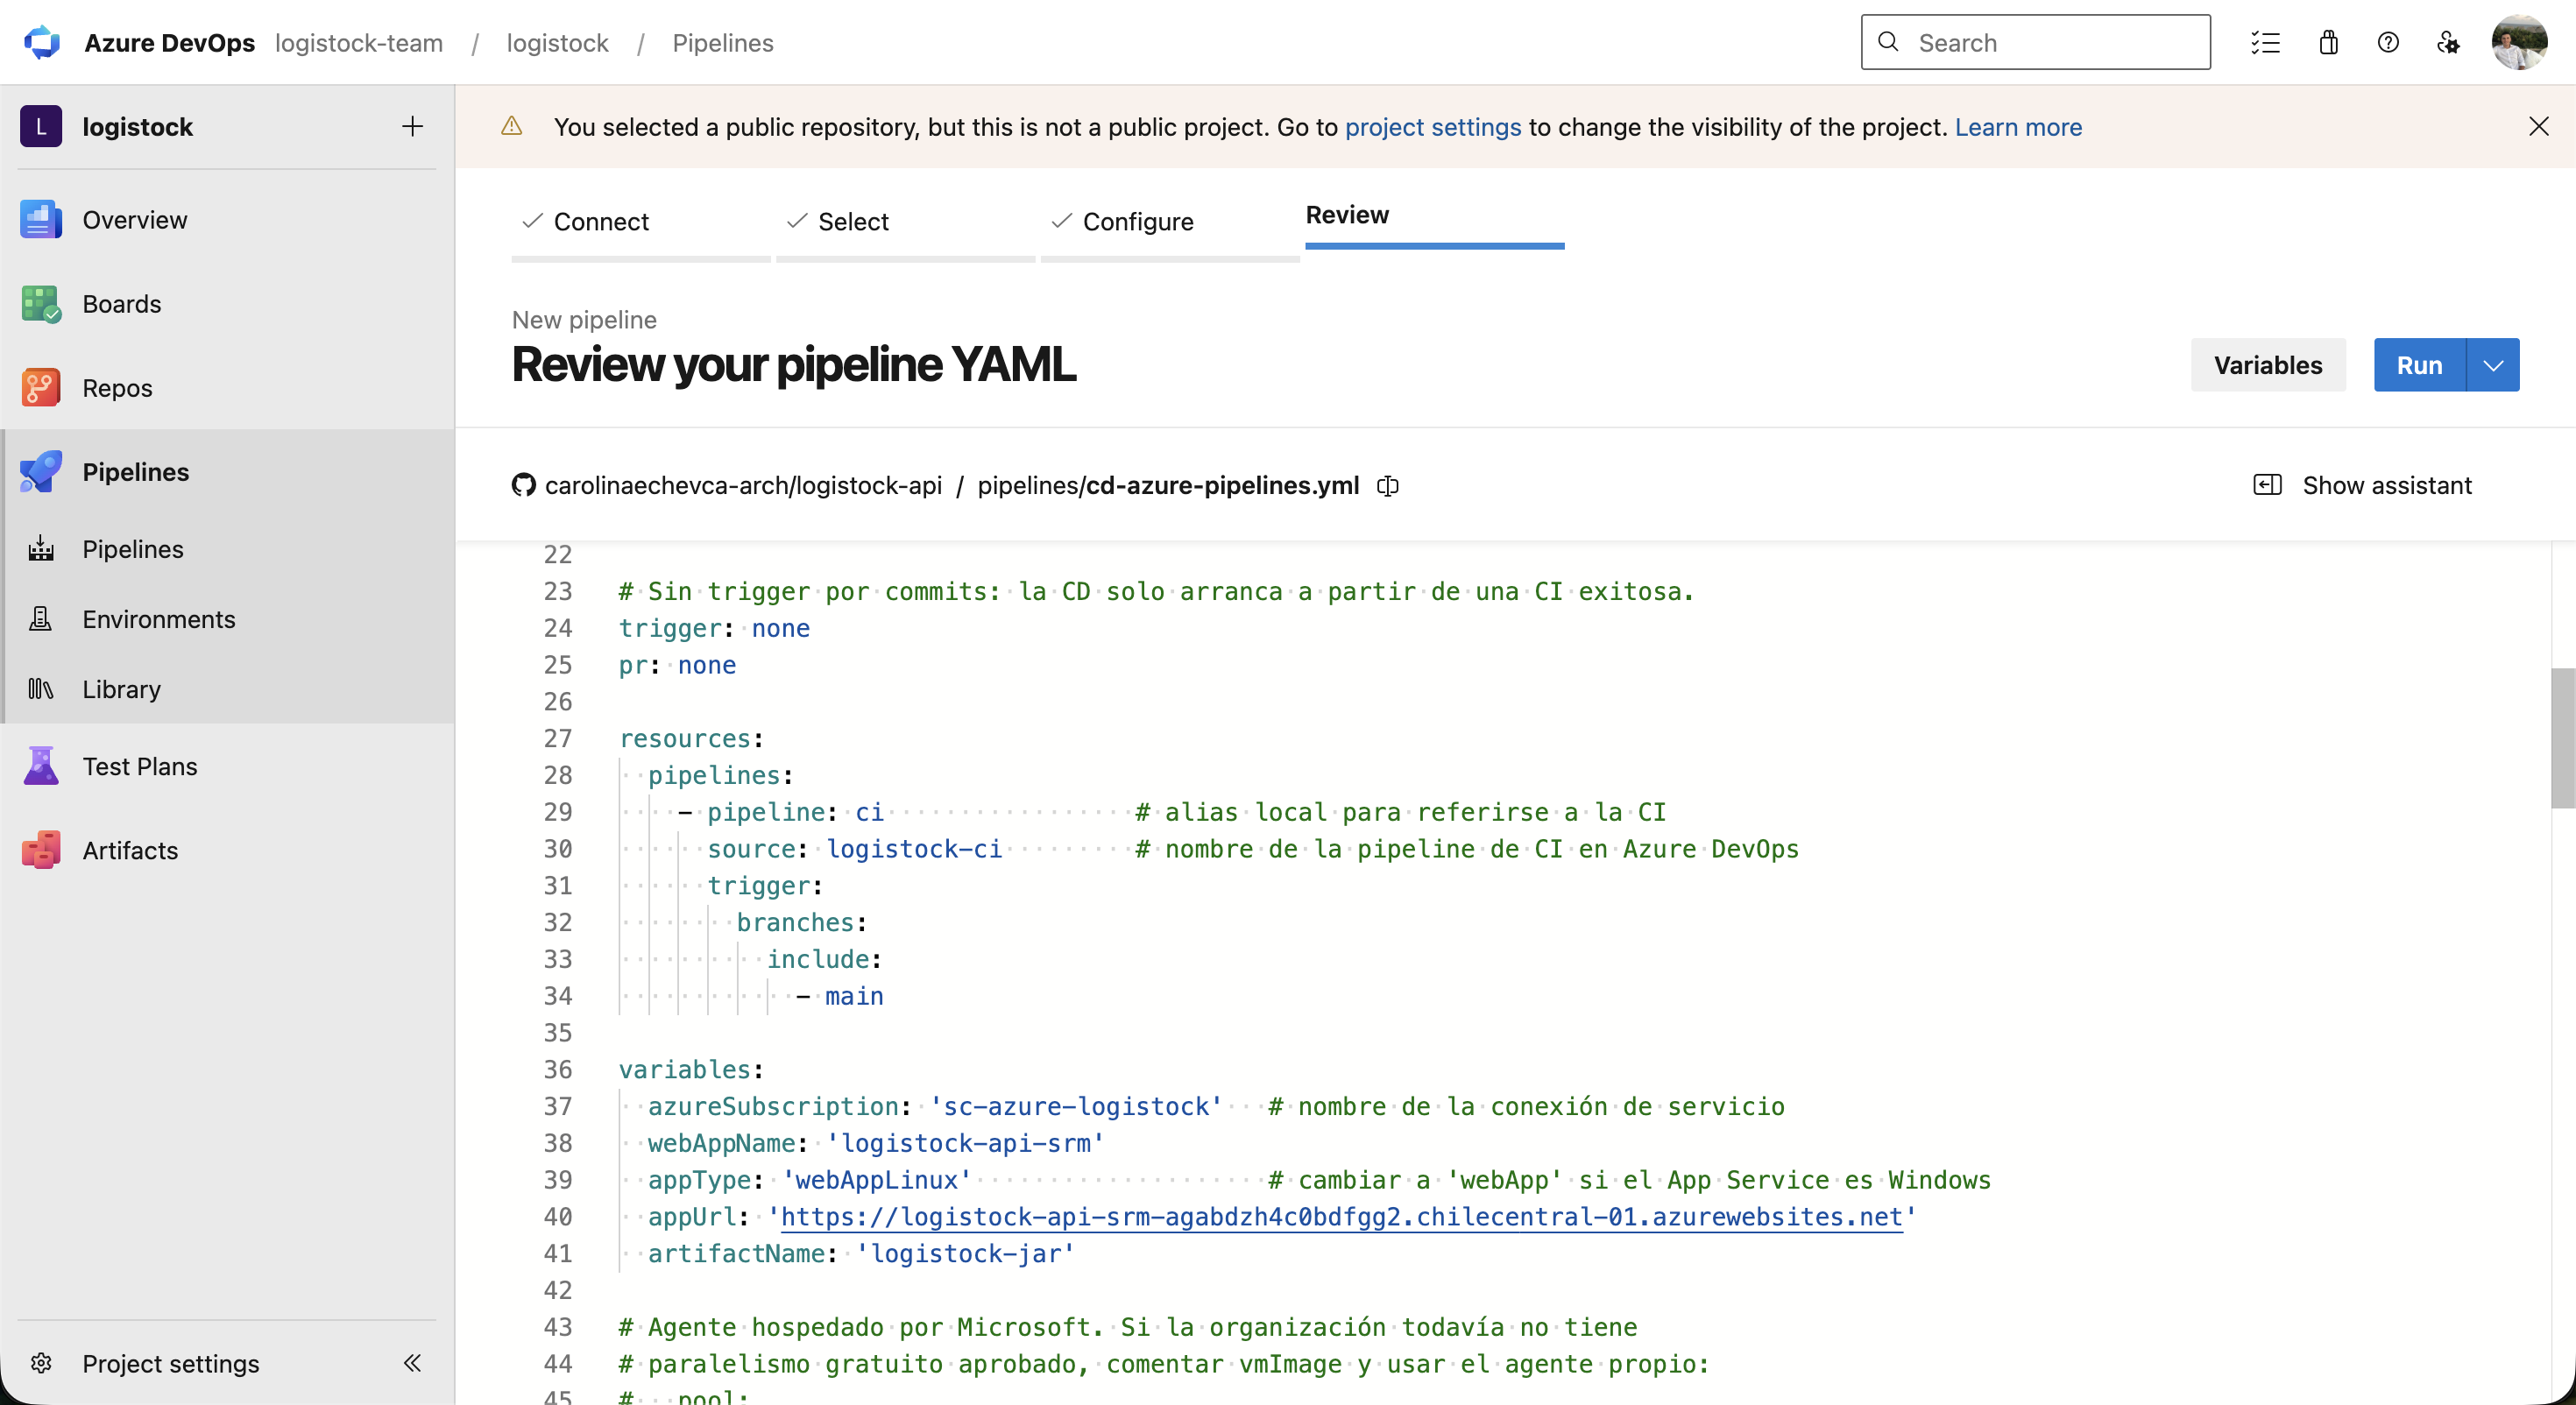 Azure DevOps logistock-team / logistock / Pipelines
Search
L logistock
You selected a public repository, but this is not a public project. Go to project settings to change the visibility of the project. Learn more
Overview
Boards
Repos
Pipelines
Pipelines
Environments
Library
Test Plans
Artifacts
Project settings
Connect
Select
Configure
Review
New pipeline
Review your pipeline YAML
Variables
Run
carolinaechevca-arch/logistock-api / pipelines/cd-azure-pipelines.yml
Show assistant
22
23 # Sin trigger por commits: la CD solo arranca a partir de una CI exitosa.
24 trigger: none
25 pr: none
26
27 resources:
28   pipelines:
29     - pipeline: ci                 # alias local para referirse a la CI
30       source: logistock-ci         # nombre de la pipeline de CI en Azure DevOps
31       trigger:
32         branches:
33           include:
34             - main
35
36 variables:
37   azureSubscription: 'sc-azure-logistock'   # nombre de la conexión de servicio
38   webAppName: 'logistock-api-srm'
39   appType: 'webAppLinux'                    # cambiar a 'webApp' si el App Service es Windows
40   appUrl: 'https://logistock-api-srm-agabdzh4c0bdfgg2.chilecentral-01.azurewebsites.net'
41   artifactName: 'logistock-jar'
42
43 # Agente hospedado por Microsoft. Si la organización todavía no tiene
44 # paralelismo gratuito aprobado, comentar vmImage y usar el agente propio:
45 #   pool: